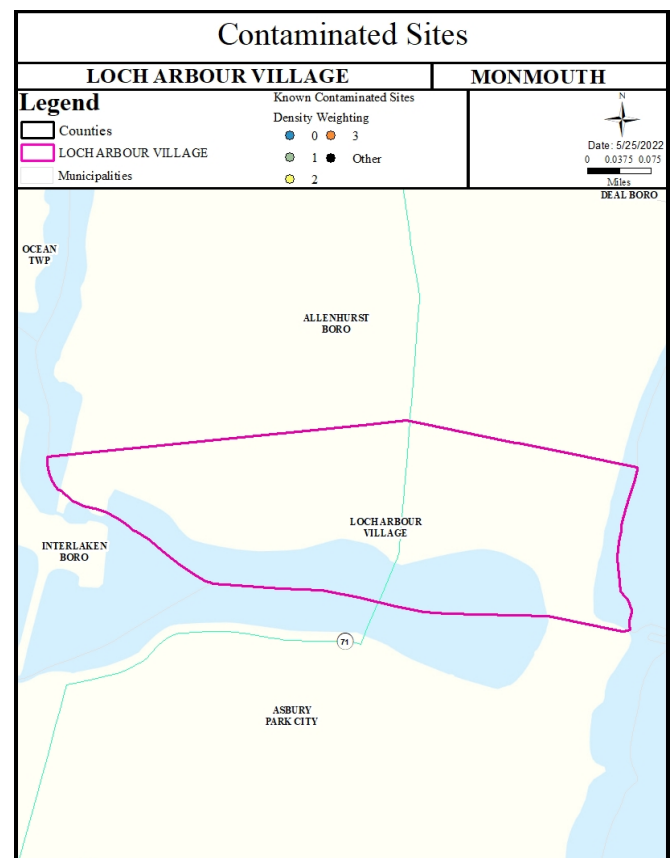 Contaminated Sites
LOCH ARBOUR VILLAGE
MONMOUTH
Legend
Counties
LOCH ARBOUR VILLAGE
Municipalities
Known Contaminated Sites
Density Weighting
0
3
1
Other
2
N
Date: 5/25/2022
0 0.0375 0.075
Miles
DEAL BORO
OCEAN
TWP
ALLENHURST
BORO
LOCH ARBOUR
VILLAGE
INTERLAKEN
BORO
71
ASBURY
PARK CITY